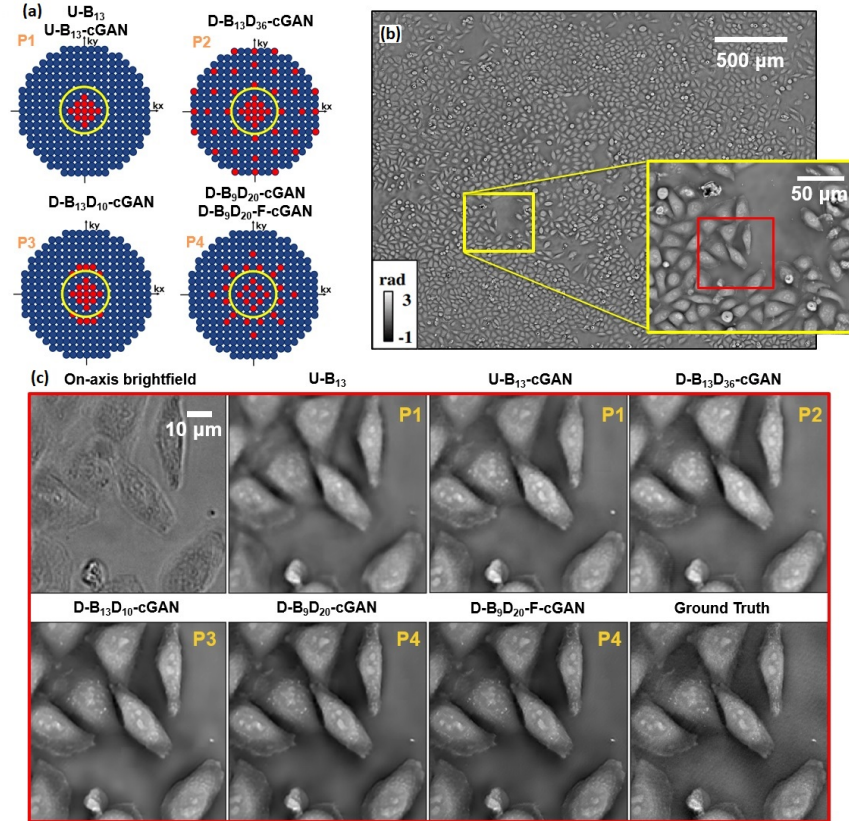 (a)
U-B13
U-B13-cGAN
P1
ky
kx
D-B13D36-cGAN
P2
ky
kx
D-B13D10-cGAN
P3
ky
kx
D-B9D20-cGAN
D-B9D20-F-cGAN
P4
ky
kx
(b)
500 µm
50 µm
rad
3
-1
(c)
On-axis brightfield
U-B13
U-B13-cGAN
D-B13D36-cGAN
10 µm
P1
P1
P2
D-B13D10-cGAN
D-B9D20-cGAN
D-B9D20-F-cGAN
Ground Truth
P3
P4
P4